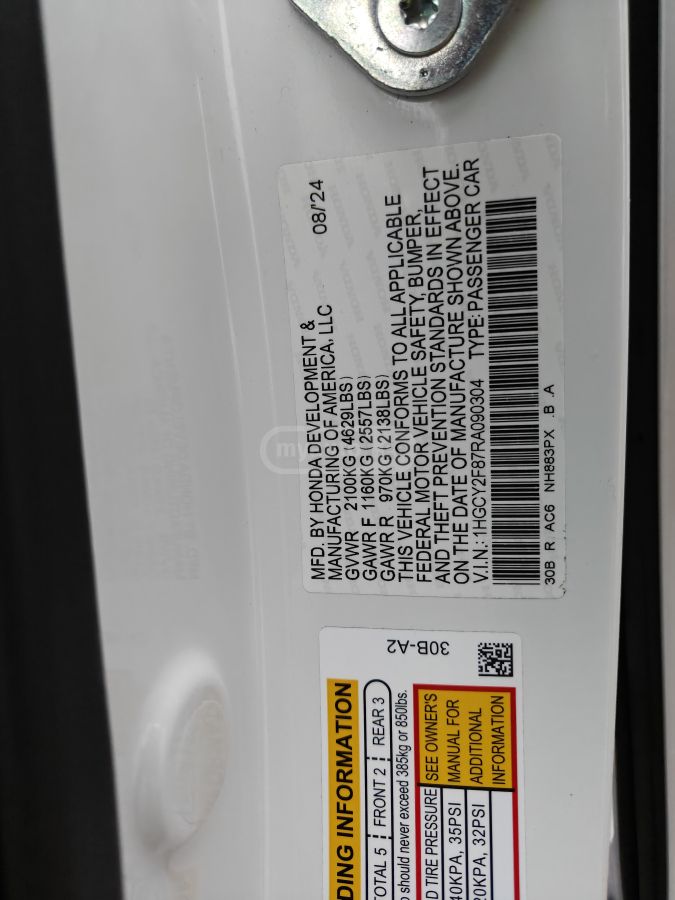 08/'24
MFD. BY HONDA DEVELOPMENT &
MANUFACTURING OF AMERICA, LLC
GVWR 2100KG(4629LBS)
GAWR F 1160KG(2557LBS)
GAWR R 970KG(2138LBS)
THIS VEHICLE CONFORMS TO ALL APPLICABLE
FEDERAL MOTOR VEHICLE SAFETY, BUMPER,
AND THEFT PREVENTION STANDARDS IN EFFECT
ON THE DATE OF MANUFACTURE SHOWN ABOVE.
V.I.N.: 1HGCY2F87RA090304 TYPE: PASSENGER CAR
30B R AC6 NH883PX .B .A
30B-A2
DING INFORMATION
TOTAL 5 FRONT 2 REAR 3
should never exceed 385kg or 850lbs.
D TIRE PRESSURE
40KPA, 35PSI
20KPA, 32PSI
SEE OWNER'S
MANUAL FOR
ADDITIONAL
INFORMATION